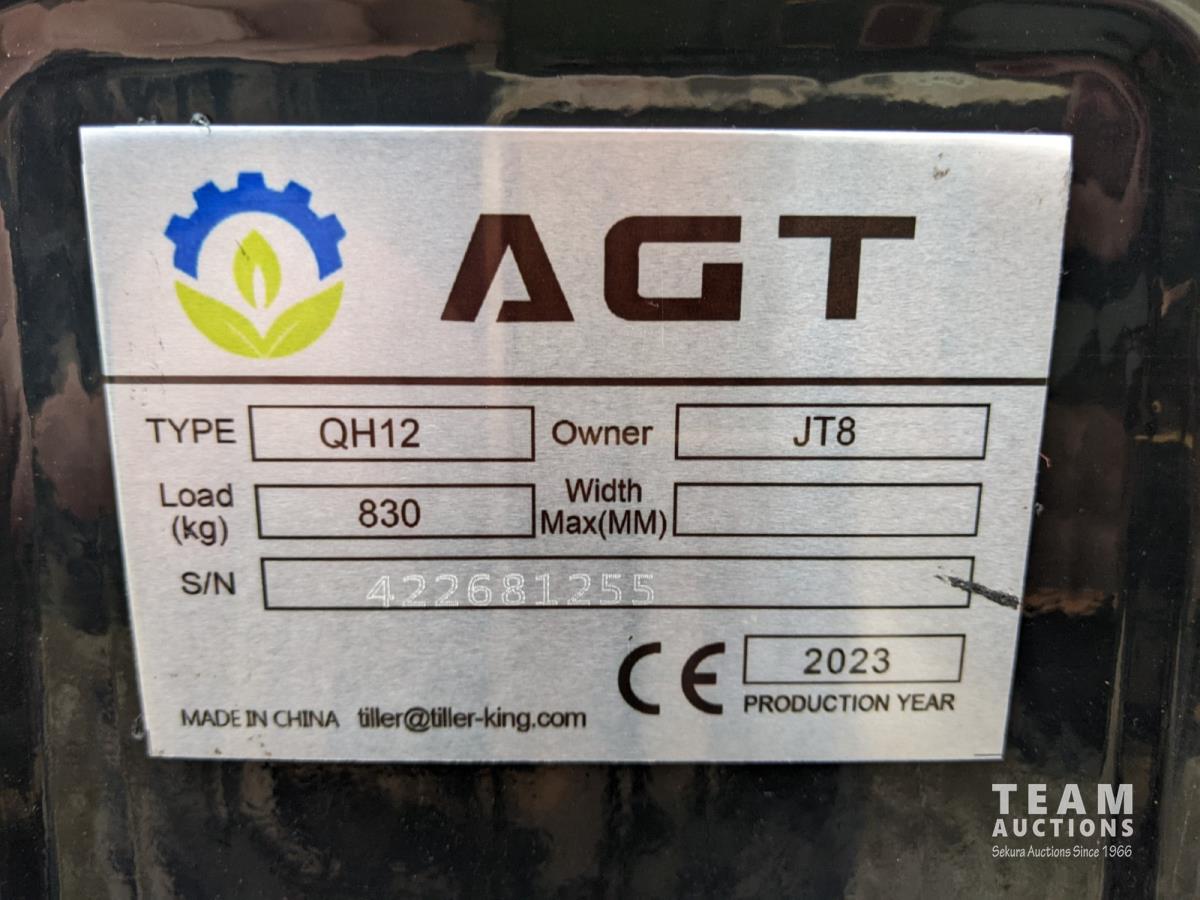 AGT
TYPE QH12 Owner JT8
Load (kg) 830 Width Max(MM)
S/N 422681255
CE 2023
PRODUCTION YEAR
MADE IN CHINA tiller@tiller-king.com
TEAM
AUCTIONS
Sekura Auctions Since 1966